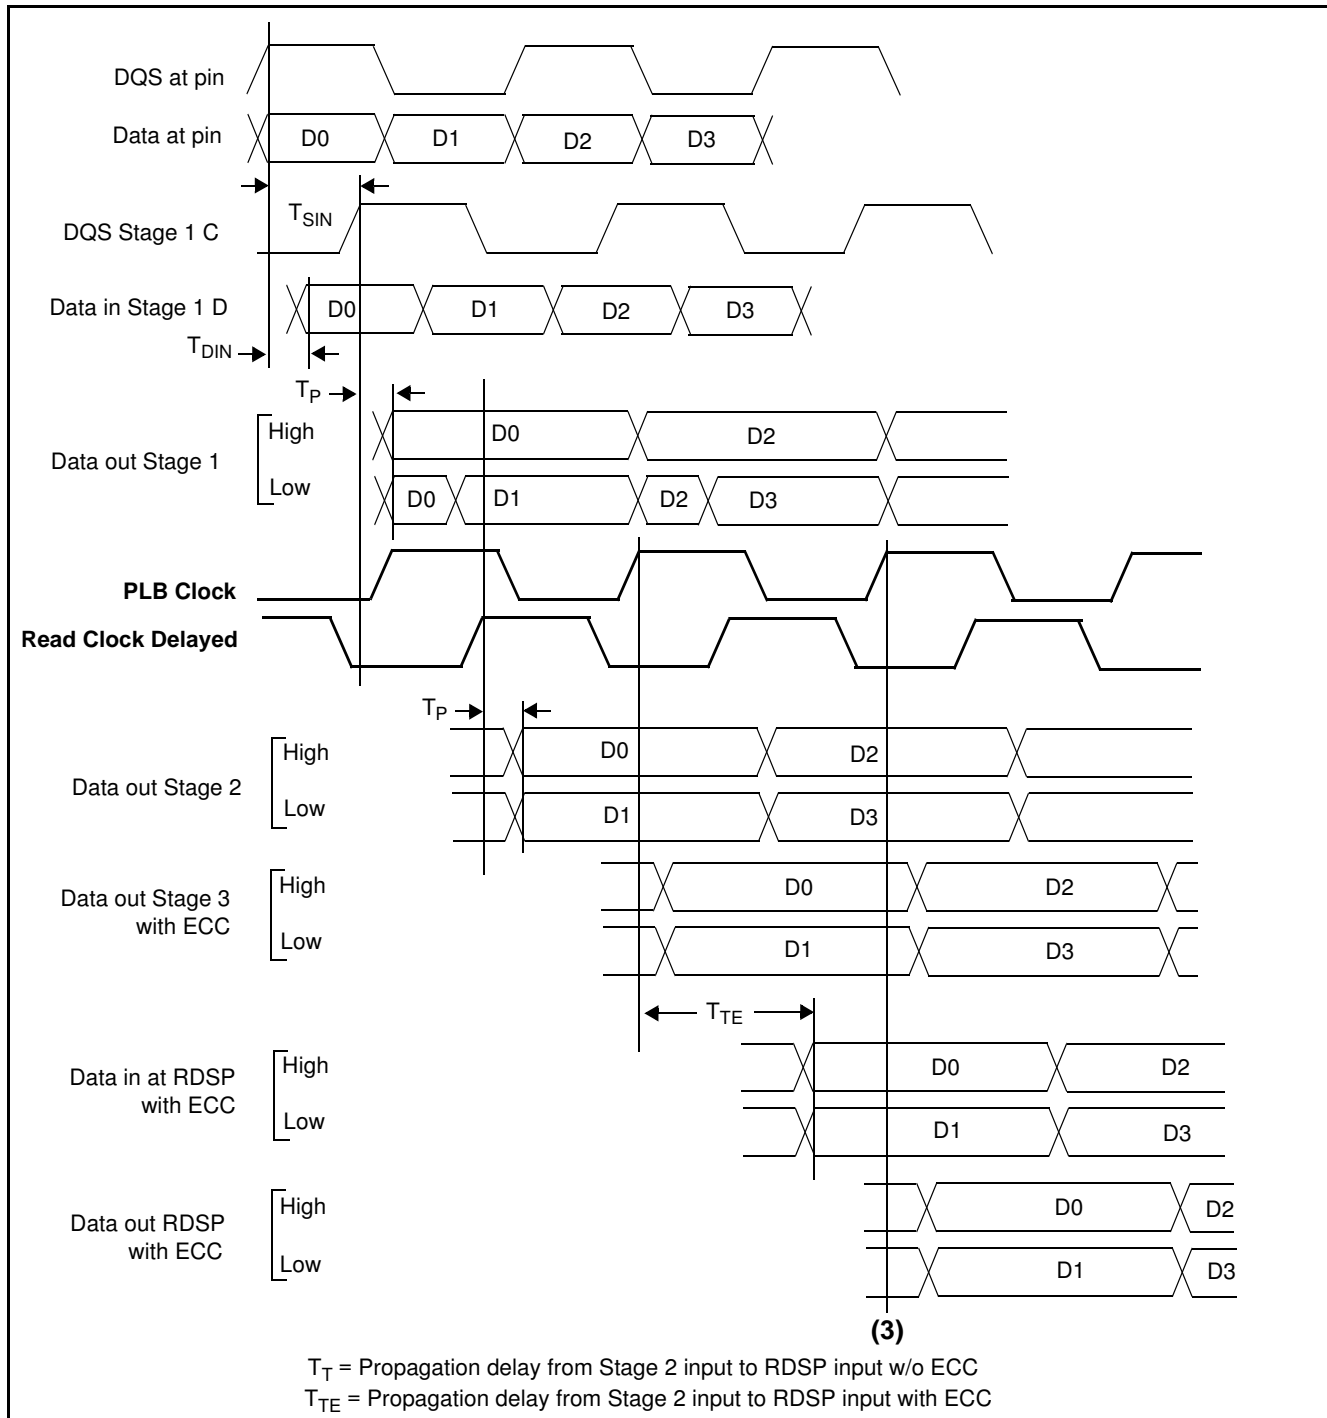 DQS at pin
Data at pin
D0 D1 D2 D3
TSIN
DQS Stage 1 C
Data in Stage 1 D
D0 D1 D2 D3
TDIN
TP
Data out Stage 1
High
D0 D2
Low
D0 D1 D2 D3
PLB Clock
Read Clock Delayed
TP
Data out Stage 2
High
D0 D2
Low
D1 D3
Data out Stage 3
with ECC
High
D0 D2
Low
D1 D3
TTE
Data in at RDSP
with ECC
High
D0 D2
Low
D1 D3
Data out RDSP
with ECC
High
D0 D2
Low
D1 D3
(3)
TT = Propagation delay from Stage 2 input to RDSP input w/o ECC
TTE = Propagation delay from Stage 2 input to RDSP input with ECC